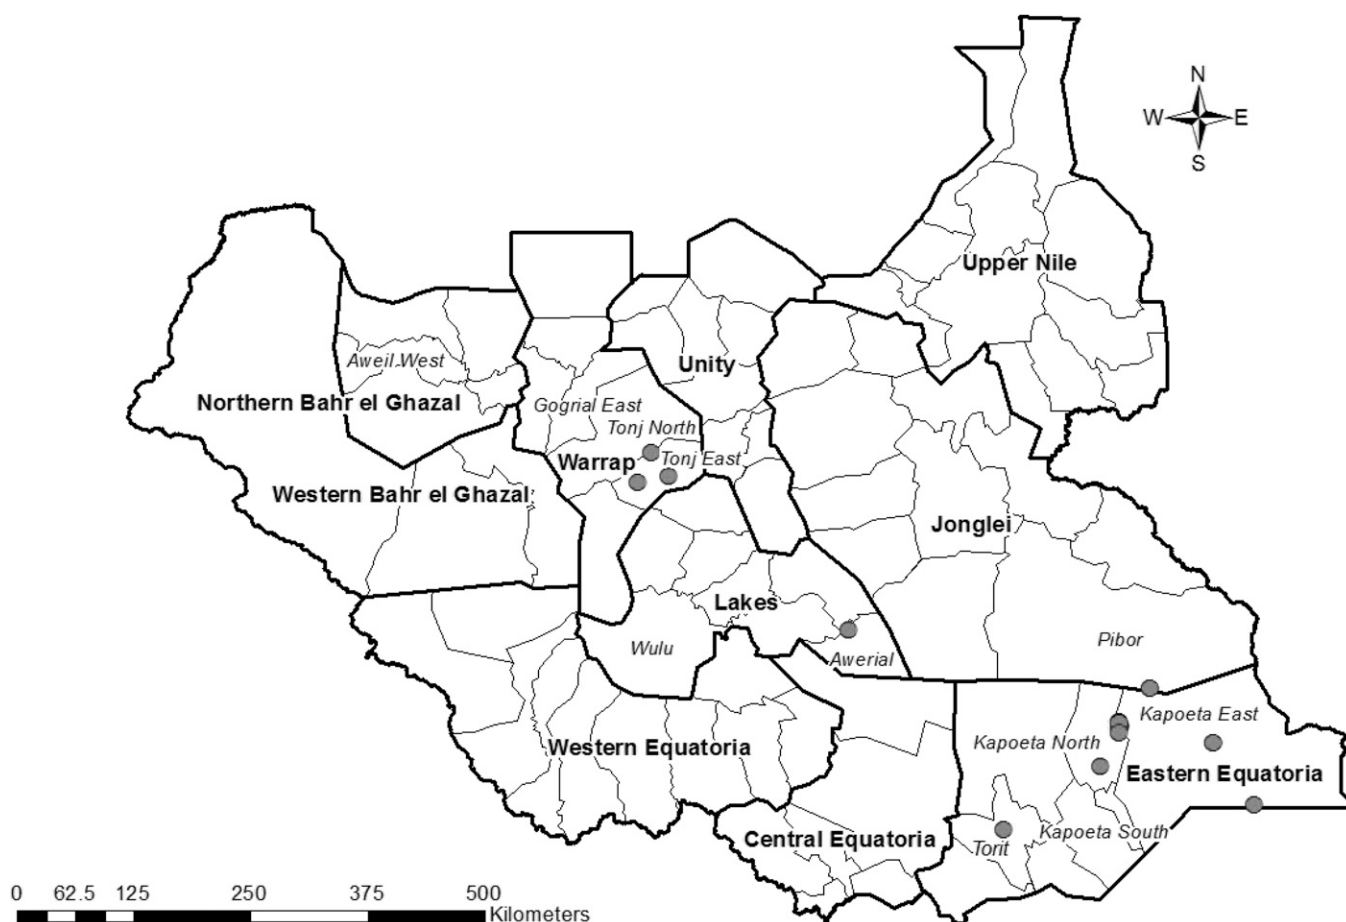 N
W E
S
Upper Nile
Aweil West
Unity
Northern Bahr el Ghazal
Gogrial East
Tonj North
Warrap
Tonj East
Western Bahr el Ghazal
Jonglei
Lakes
Wulu
Awerial
Pibor
Kapoeta East
Kapoeta North
Western Equatoria
Eastern Equatoria
Central Equatoria
Kapoeta South
Torit
0 62.5 125 250 375 500
Kilometers